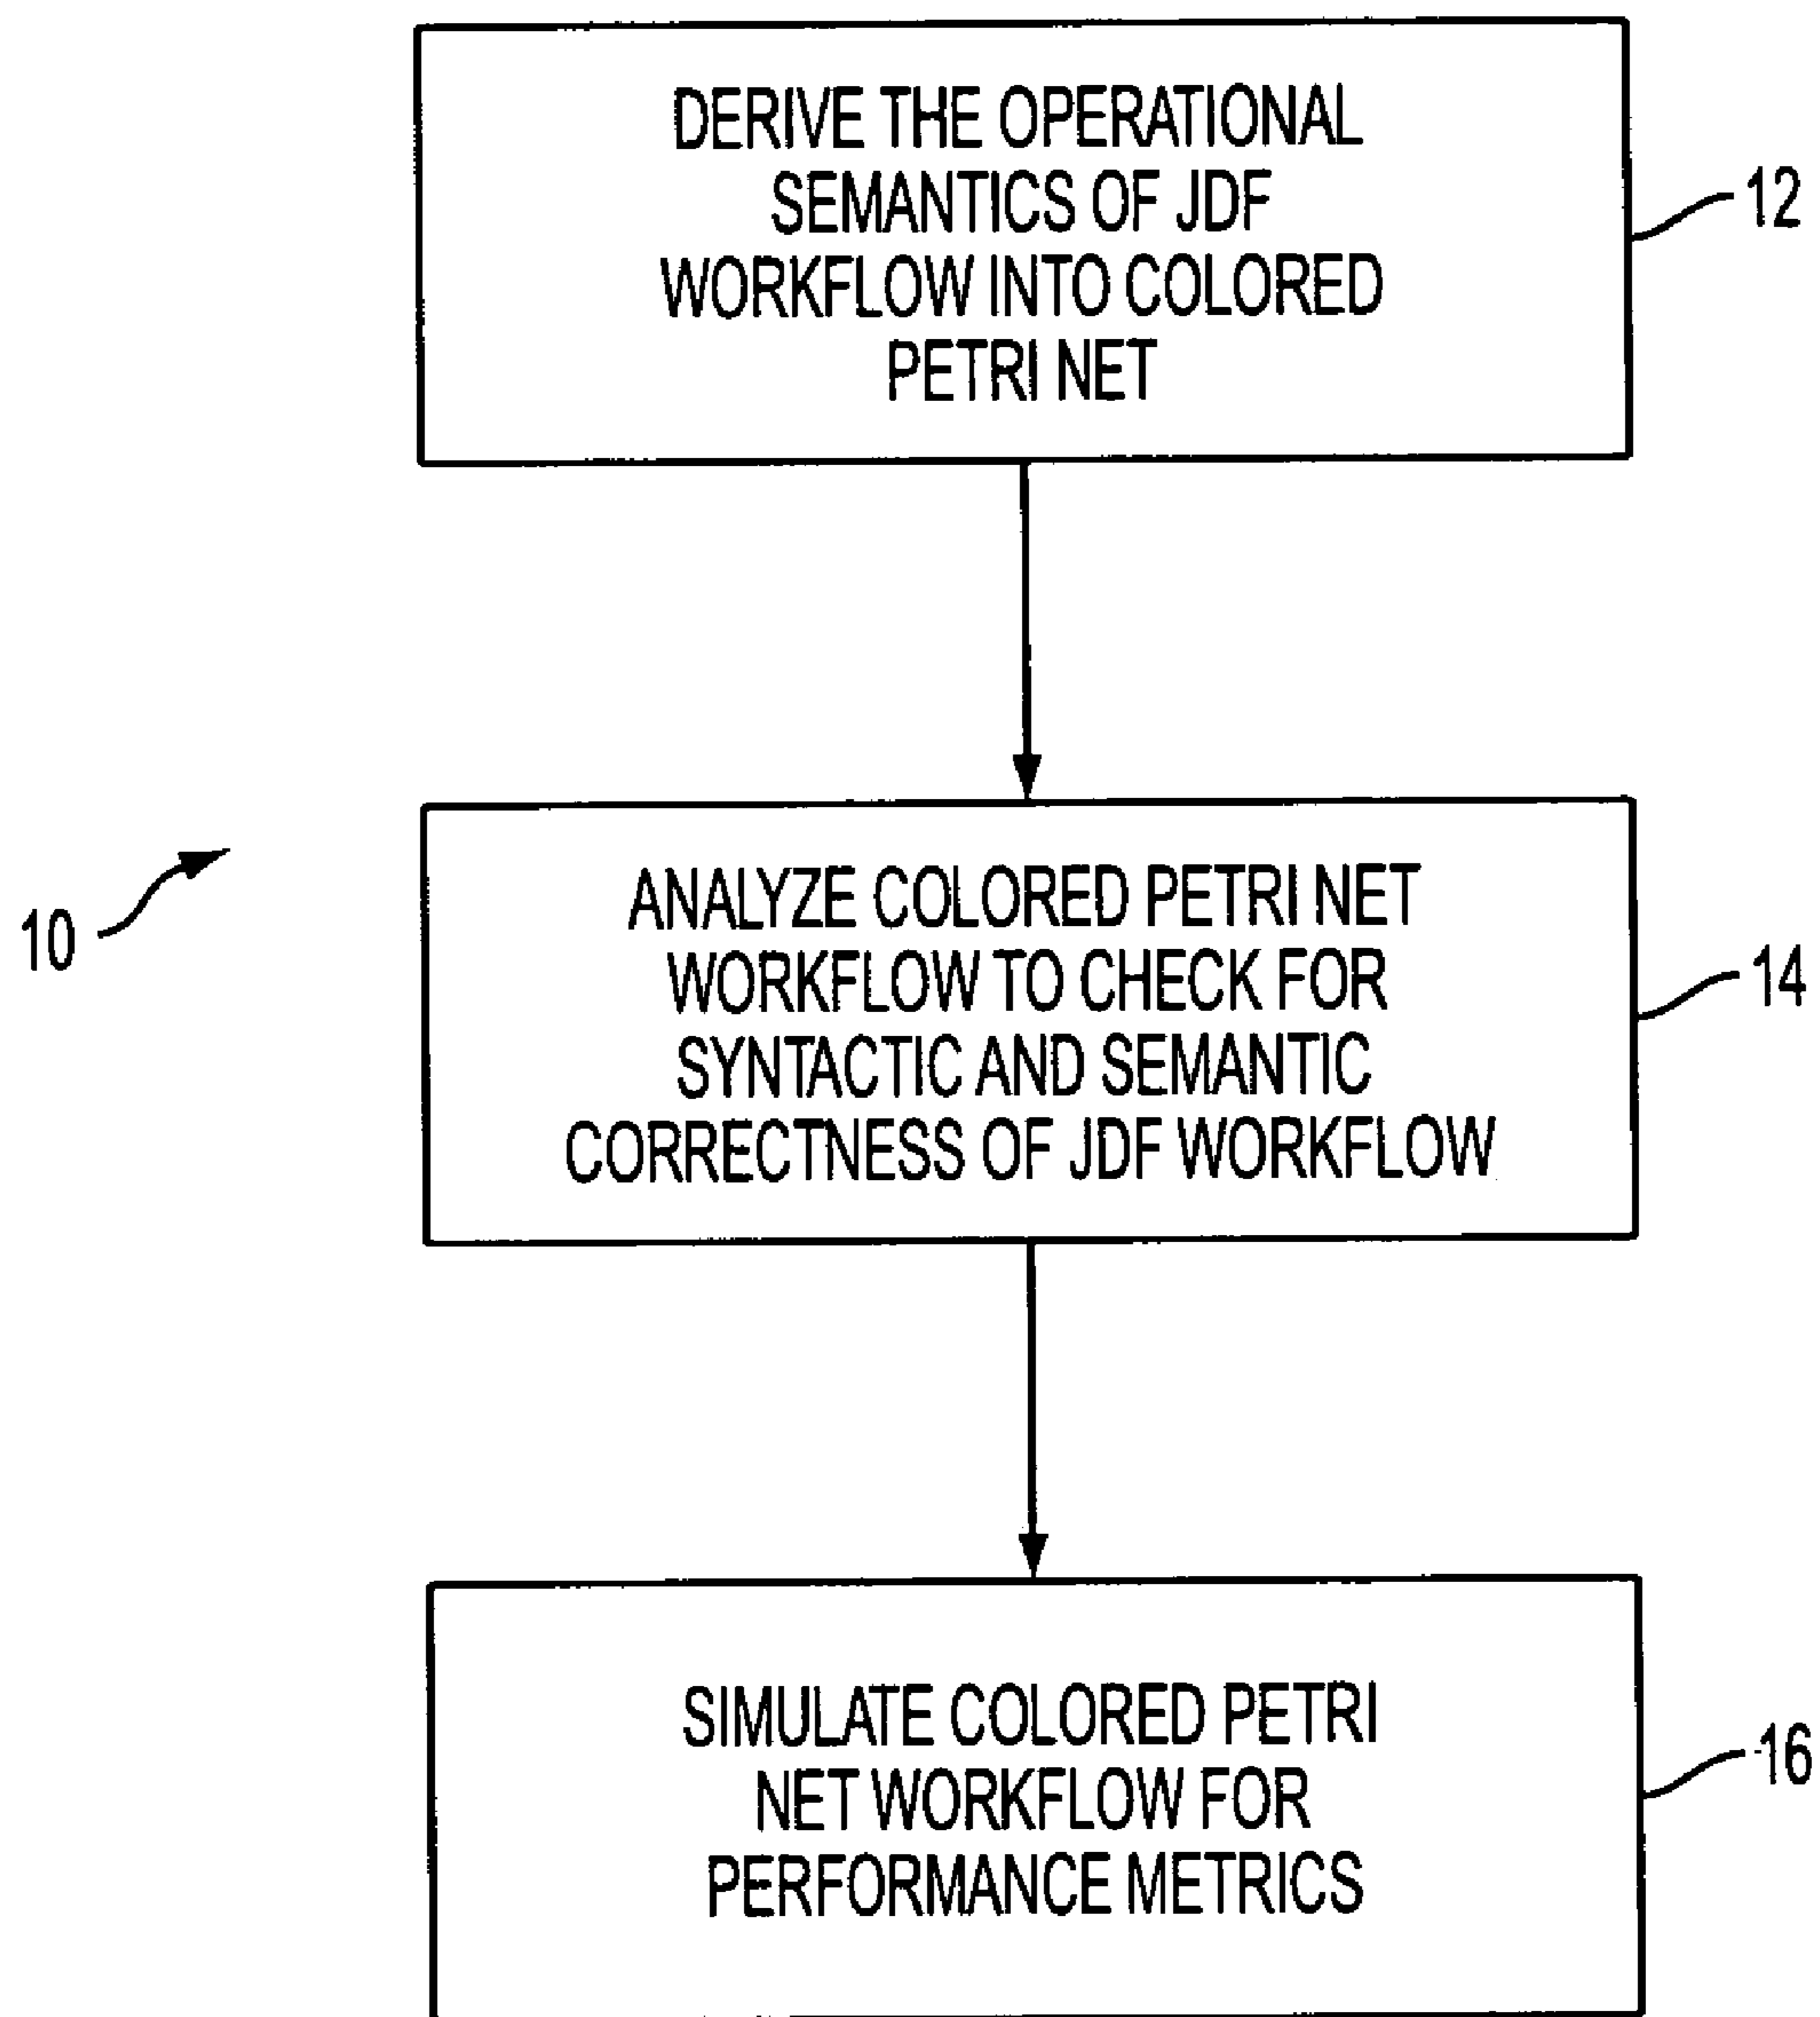 DERIVE THE OPERATIONAL
SEMANTICS OF JDF
WORKFLOW INTO COLORED
PETRI NET
12
10
ANALYZE COLORED PETRI NET
WORKFLOW TO CHECK FOR
SYNTACTIC AND SEMANTIC
CORRECTNESS OF JDF WORKFLOW
14
SIMULATE COLORED PETRI
NET WORKFLOW FOR
PERFORMANCE METRICS
16